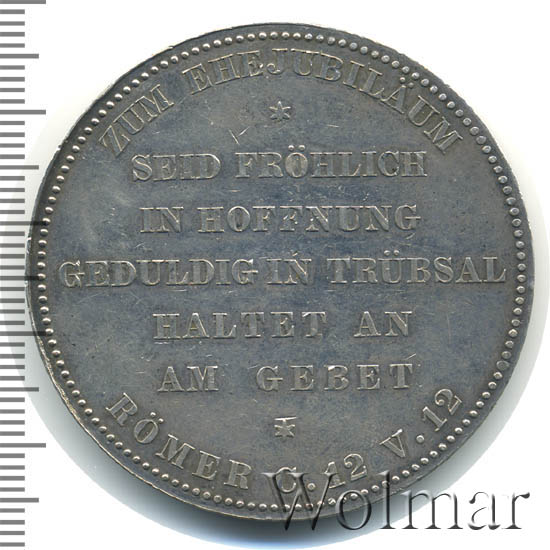 ZUM EHEJUBILÄUM
SEID FRÖHLICH
IN HOFFNUNG
GEDULDIG IN TRÜBSAL
HALTET AN
AM GEBET
RÖMER C. 12 V. 12
Wolmar